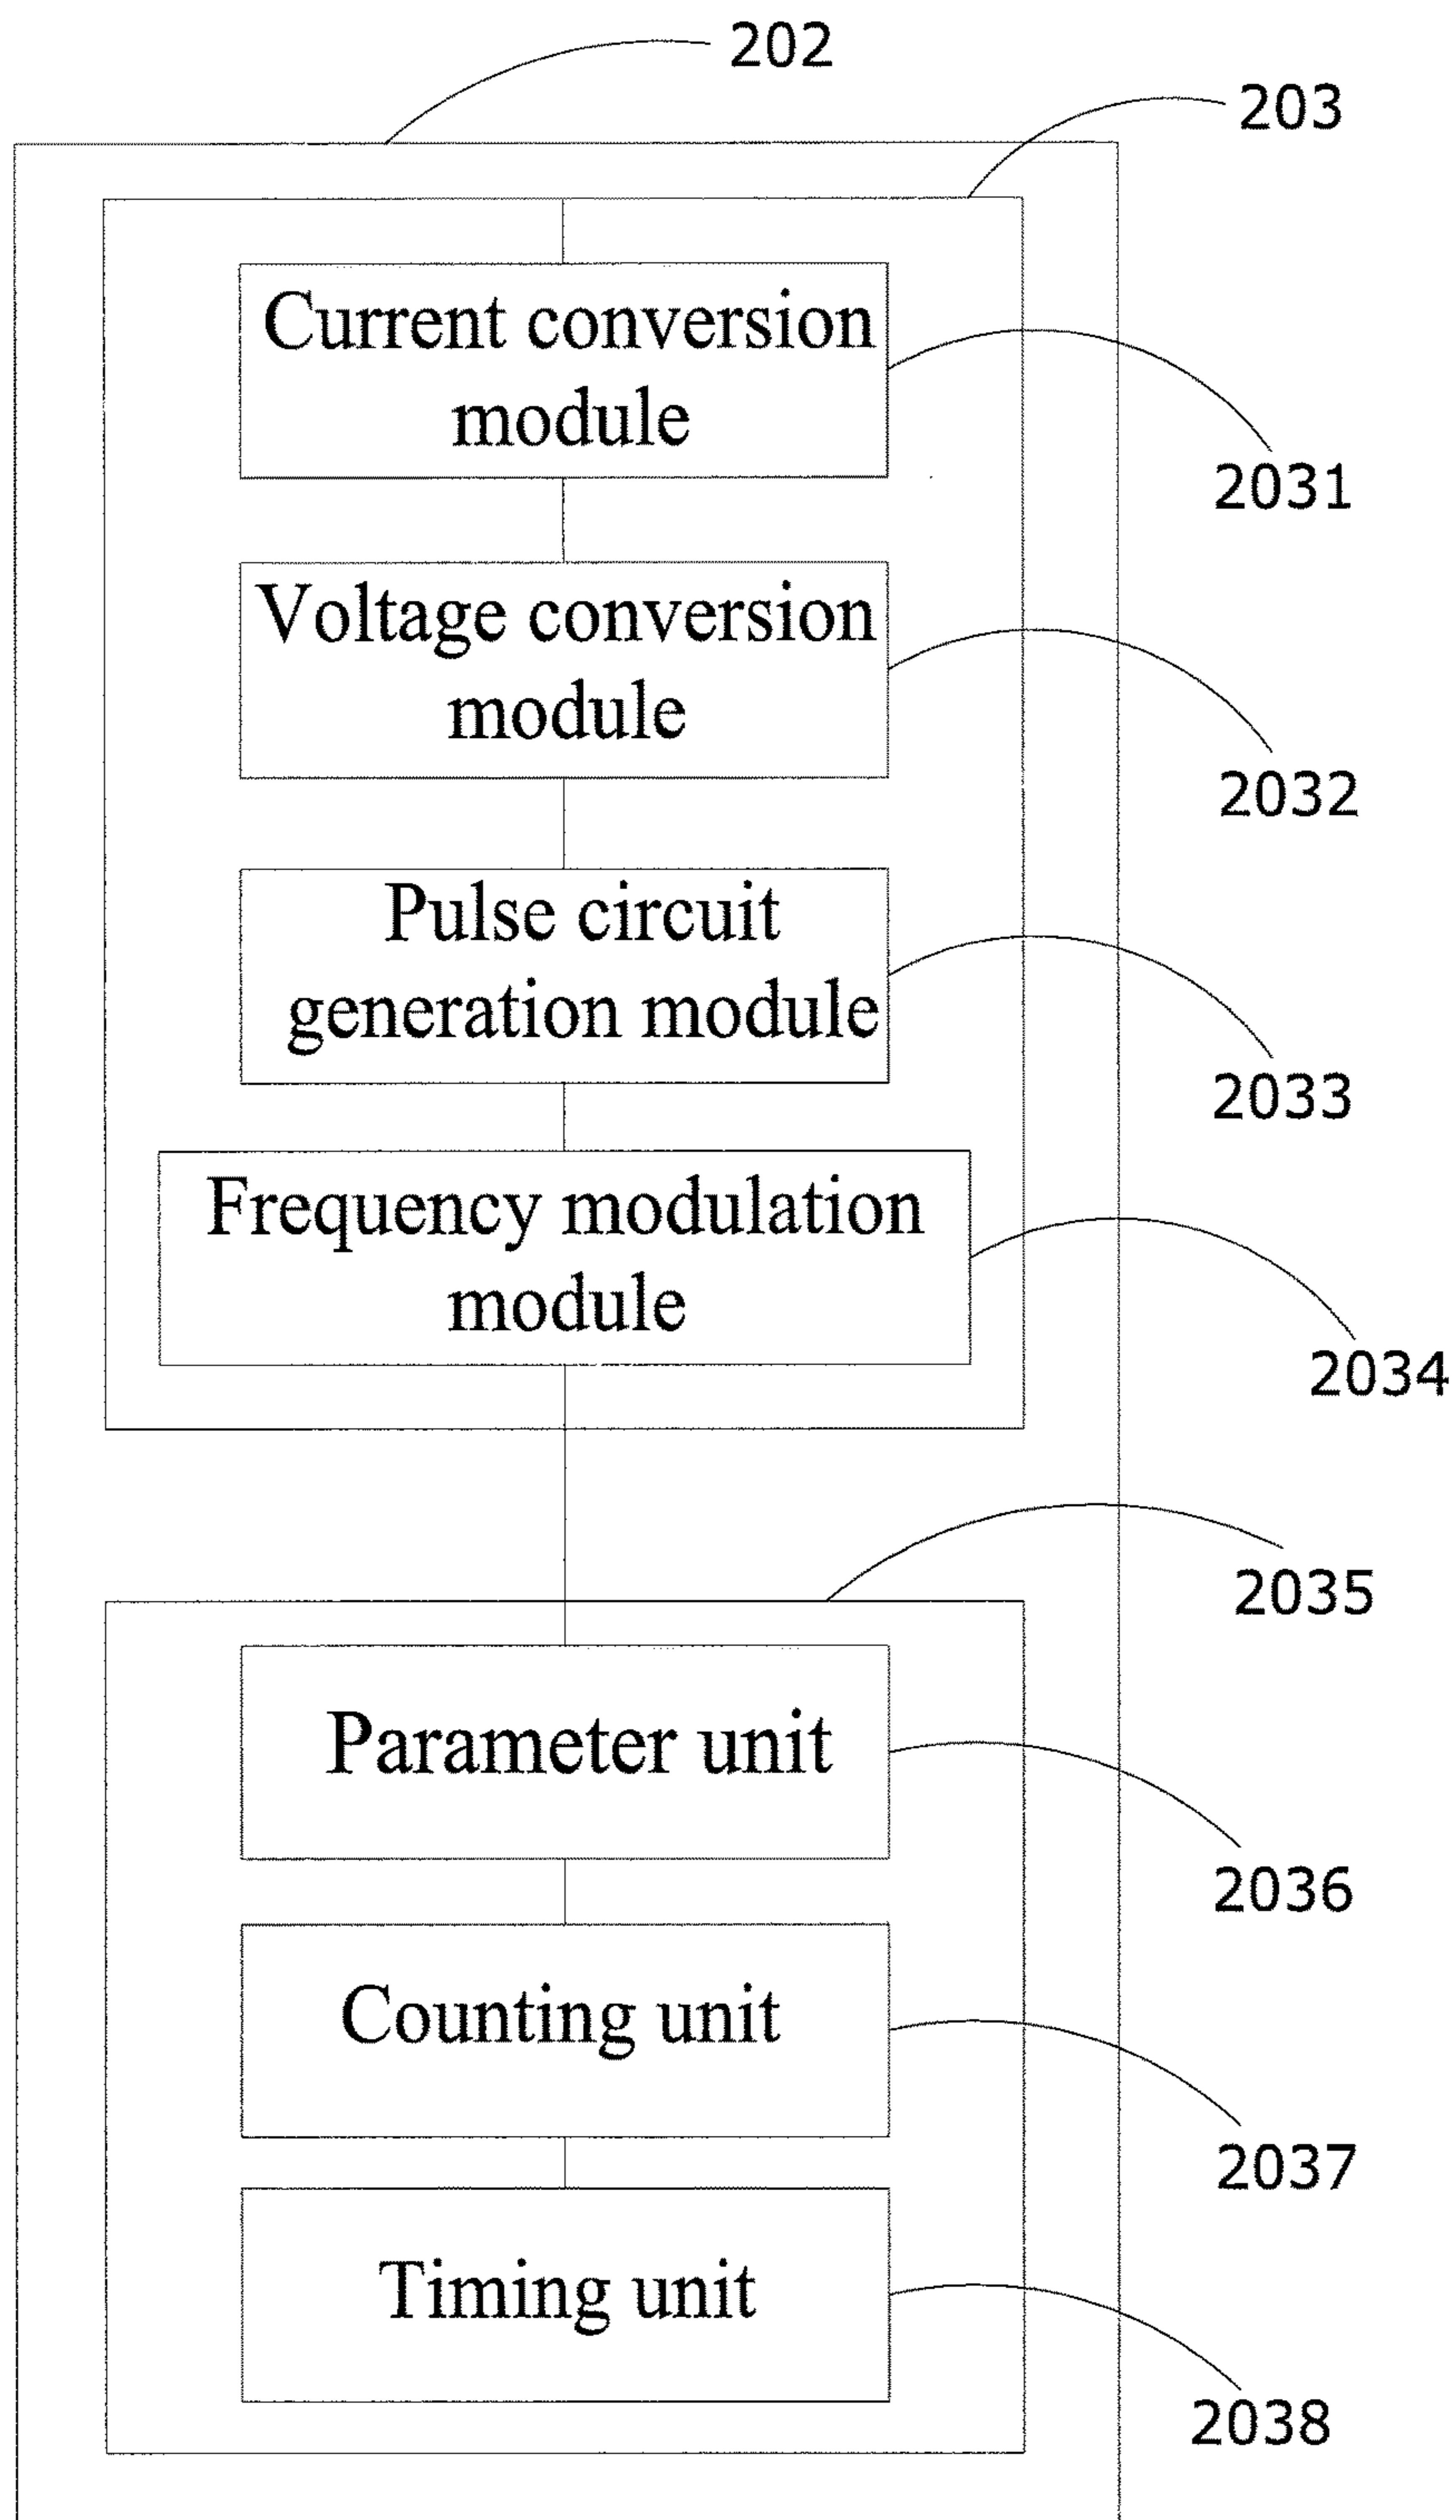 202
203
Current conversion
module
2031
Voltage conversion
module
2032
Pulse circuit
generation module
2033
Frequency modulation
module
2034
2035
Parameter unit
2036
Counting unit
2037
Timing unit
2038